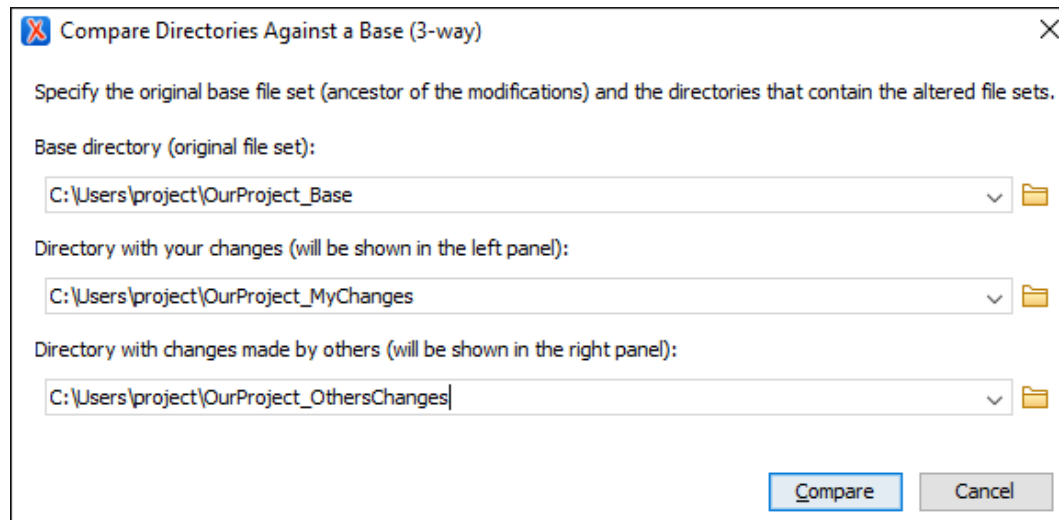 Compare Directories Against a Base (3-way)
Specify the original base file set (ancestor of the modifications) and the directories that contain the altered file sets.
Base directory (original file set):
C:\Users\project\OurProject_Base
Directory with your changes (will be shown in the left panel):
C:\Users\project\OurProject_MyChanges
Directory with changes made by others (will be shown in the right panel):
C:\Users\project\OurProject_OthersChanges
Compare Cancel